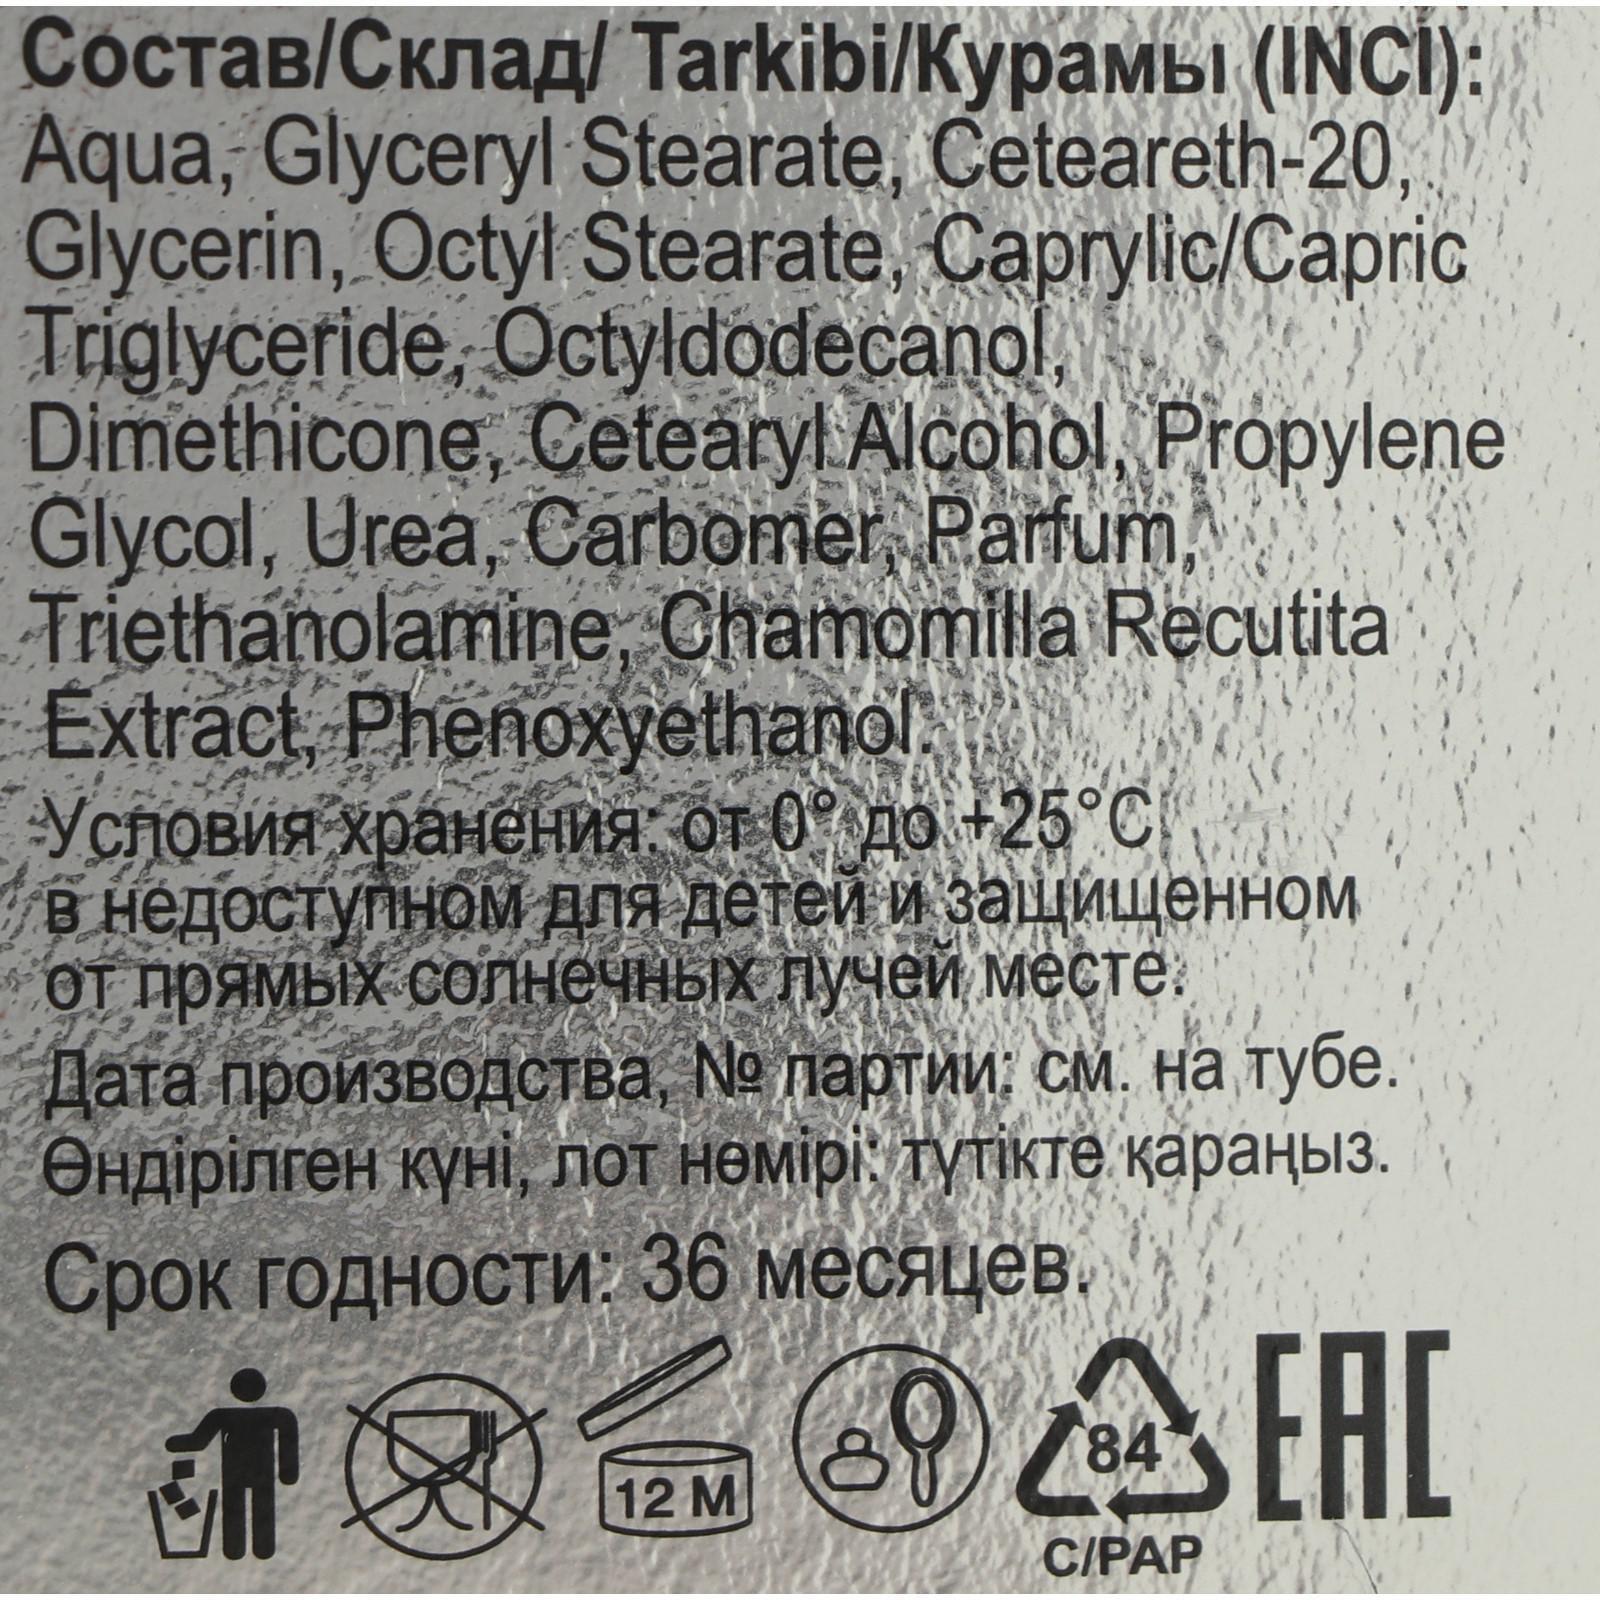 Состав/Склад/ Tarkibi/Курамы (INCI):
Aqua, Glyceryl Stearate, Ceteareth-20,
Glycerin, Octyl Stearate, Caprylic/Capric
Triglyceride, Octyldodecanol,
Dimethicone, Cetearyl Alcohol, Propylene
Glycol, Urea, Carbomer, Parfum,
Triethanolamine, Chamomilla Recutita
Extract, Phenoxyethanol.
Условия хранения: от 0° до +25°C
в недоступном для детей и защищенном
от прямых солнечных лучей месте.
Дата производства, № партии: см. на тубе.
Өндірілген күні, лот нөмірі: түтікте қараңыз.
Срок годности: 36 месяцев.
12 M
84
C/PAP
EAC